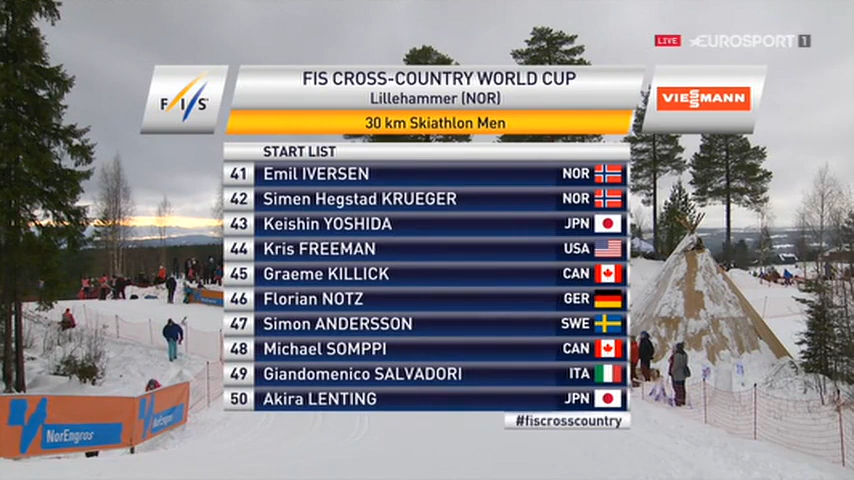 LIVE EUROSPORT 1
FIS
FIS CROSS-COUNTRY WORLD CUP
Lillehammer (NOR)
30 km Skiathlon Men
VIESSMANN
START LIST
41 Emil IVERSEN NOR
42 Simen Hegstad KRUEGER NOR
43 Keishin YOSHIDA JPN
44 Kris FREEMAN USA
45 Graeme KILLICK CAN
46 Florian NOTZ GER
47 Simon ANDERSSON SWE
48 Michael SOMPPI CAN
49 Giandomenico SALVADORI ITA
50 Akira LENTING JPN
#fiscrosscountry
NorEngros
NorEngros